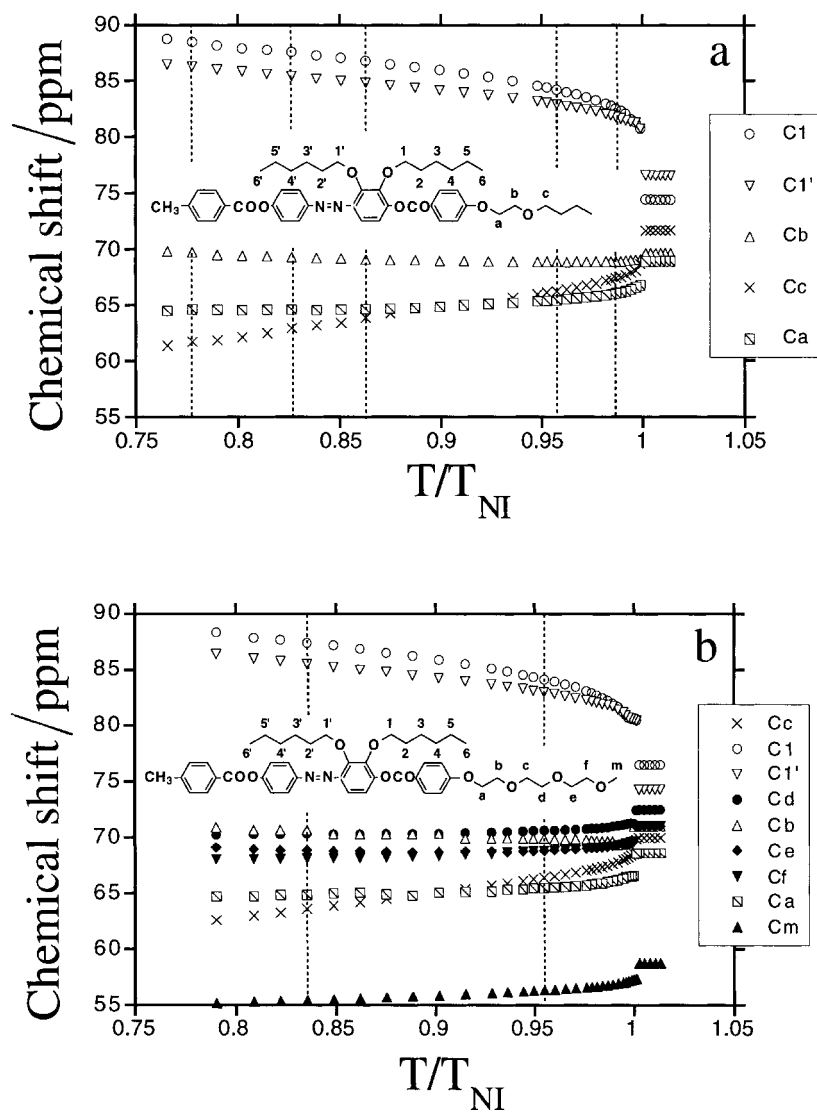 a
Chemical shift /ppm
90
85
80
75
70
65
60
55
0.75
0.8
0.85
0.9
0.95
1
1.05
T/T_NI
C1
C1'
Cb
Cc
Ca
5' 3' 1' 1 3 5
6' 4' 2' 2 4 6
CH₃ COO N=N OCO O O
O O
a b c
b
Chemical shift /ppm
90
85
80
75
70
65
60
55
0.75
0.8
0.85
0.9
0.95
1
1.05
T/T_NI
Cc
C1
C1'
Cd
Cb
Ce
Cf
Ca
Cm
5' 3' 1' 1 3 5
6' 4' 2' 2 4 6
O O
CH₃ COO N=N OCO O O O O
a b c d e f m